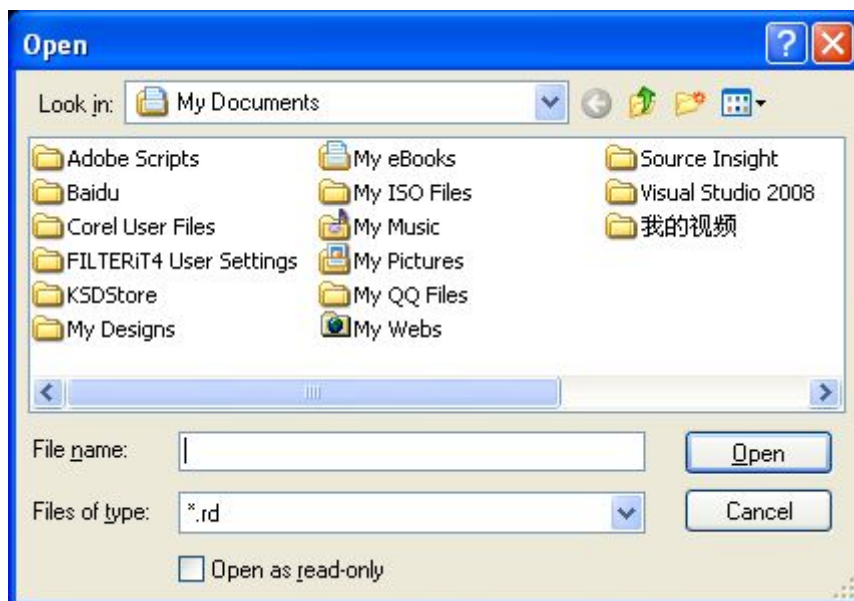 Open
Look in: My Documents
Adobe Scripts
Baidu
Corel User Files
FILTERiT4 User Settings
KSDStore
My Designs
My eBooks
My ISO Files
My Music
My Pictures
My QQ Files
My Webs
Source Insight
Visual Studio 2008
我的视频
File name:
Open
Files of type: *.rd
Cancel
Open as read-only